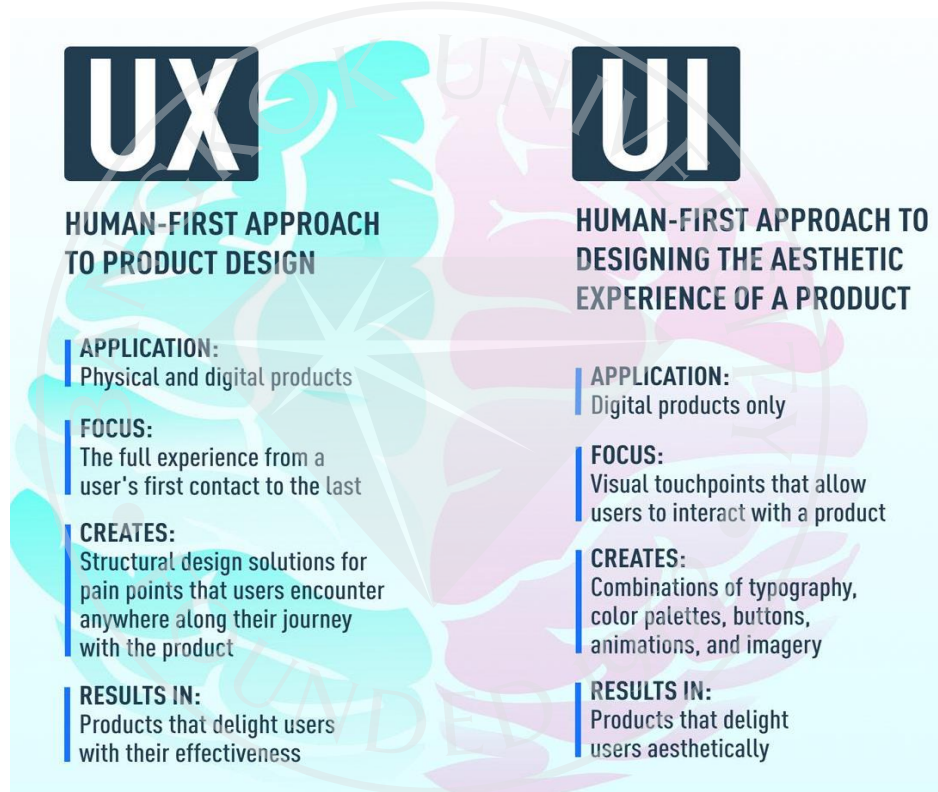 UX
HUMAN-FIRST APPROACH
TO PRODUCT DESIGN
APPLICATION:
Physical and digital products
FOCUS:
The full experience from a
user's first contact to the last
CREATES:
Structural design solutions for
pain points that users encounter
anywhere along their journey
with the product
RESULTS IN:
Products that delight users
with their effectiveness
UI
HUMAN-FIRST APPROACH TO
DESIGNING THE AESTHETIC
EXPERIENCE OF A PRODUCT
APPLICATION:
Digital products only
FOCUS:
Visual touchpoints that allow
users to interact with a product
CREATES:
Combinations of typography,
color palettes, buttons,
animations, and imagery
RESULTS IN:
Products that delight
users aesthetically